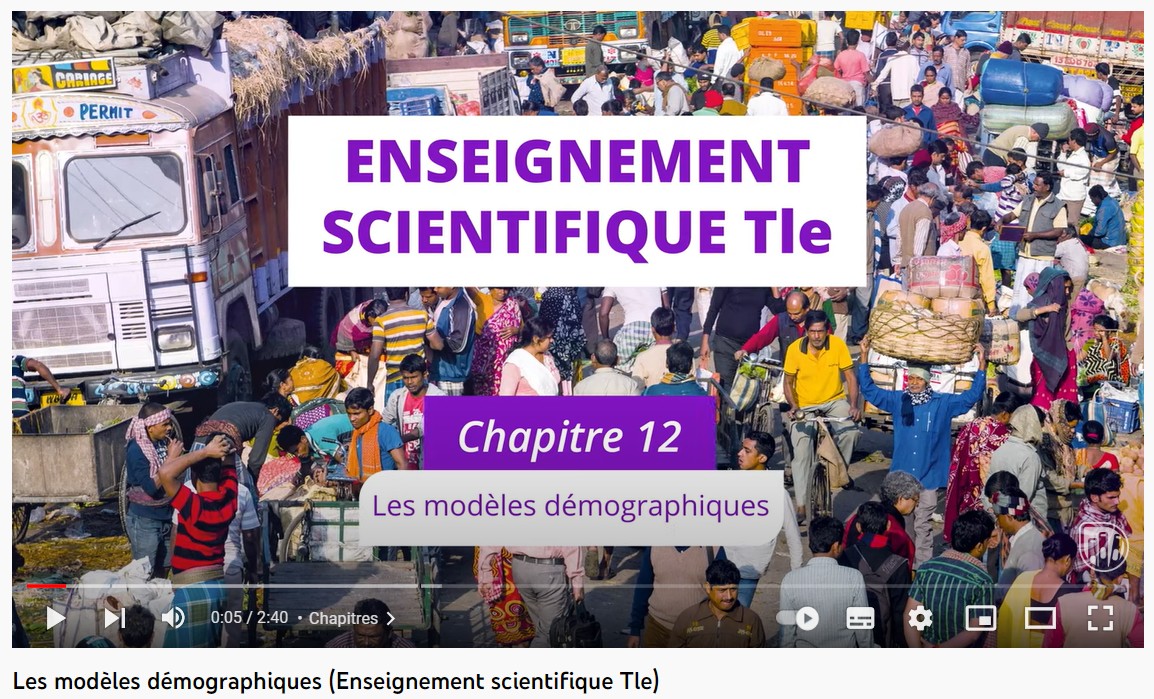 CARRIAGE
PERMIT
ENSEIGNEMENT
SCIENTIFIQUE Tle
Chapitre 12
Les modèles démographiques
0:05 / 2:40 • Chapitres
Les modèles démographiques (Enseignement scientifique Tle)